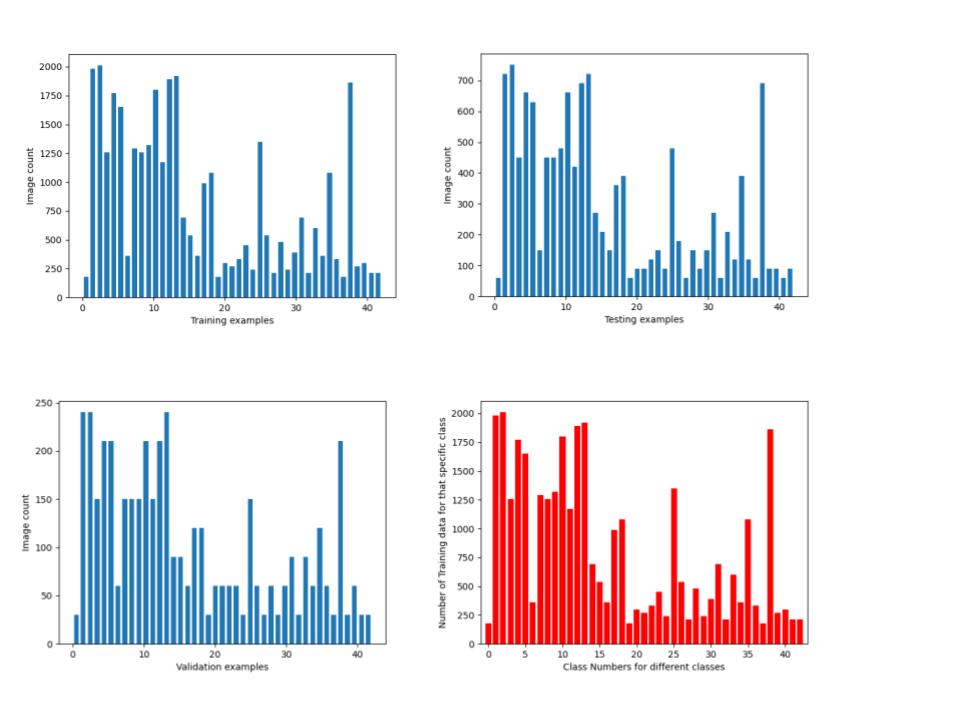 2000
1750
1500
1250
1000
750
500
250
0
Image count
0 10 20 30 40
Training examples
700
600
500
400
300
200
100
0
Image count
0 10 20 30 40
Testing examples
250
200
150
100
50
0
Image count
0 10 20 30 40
Validation examples
2000
1750
1500
1250
1000
750
500
250
0
Number of Training data for that specific class
0 5 10 15 20 25 30 35 40
Class Numbers for different classes